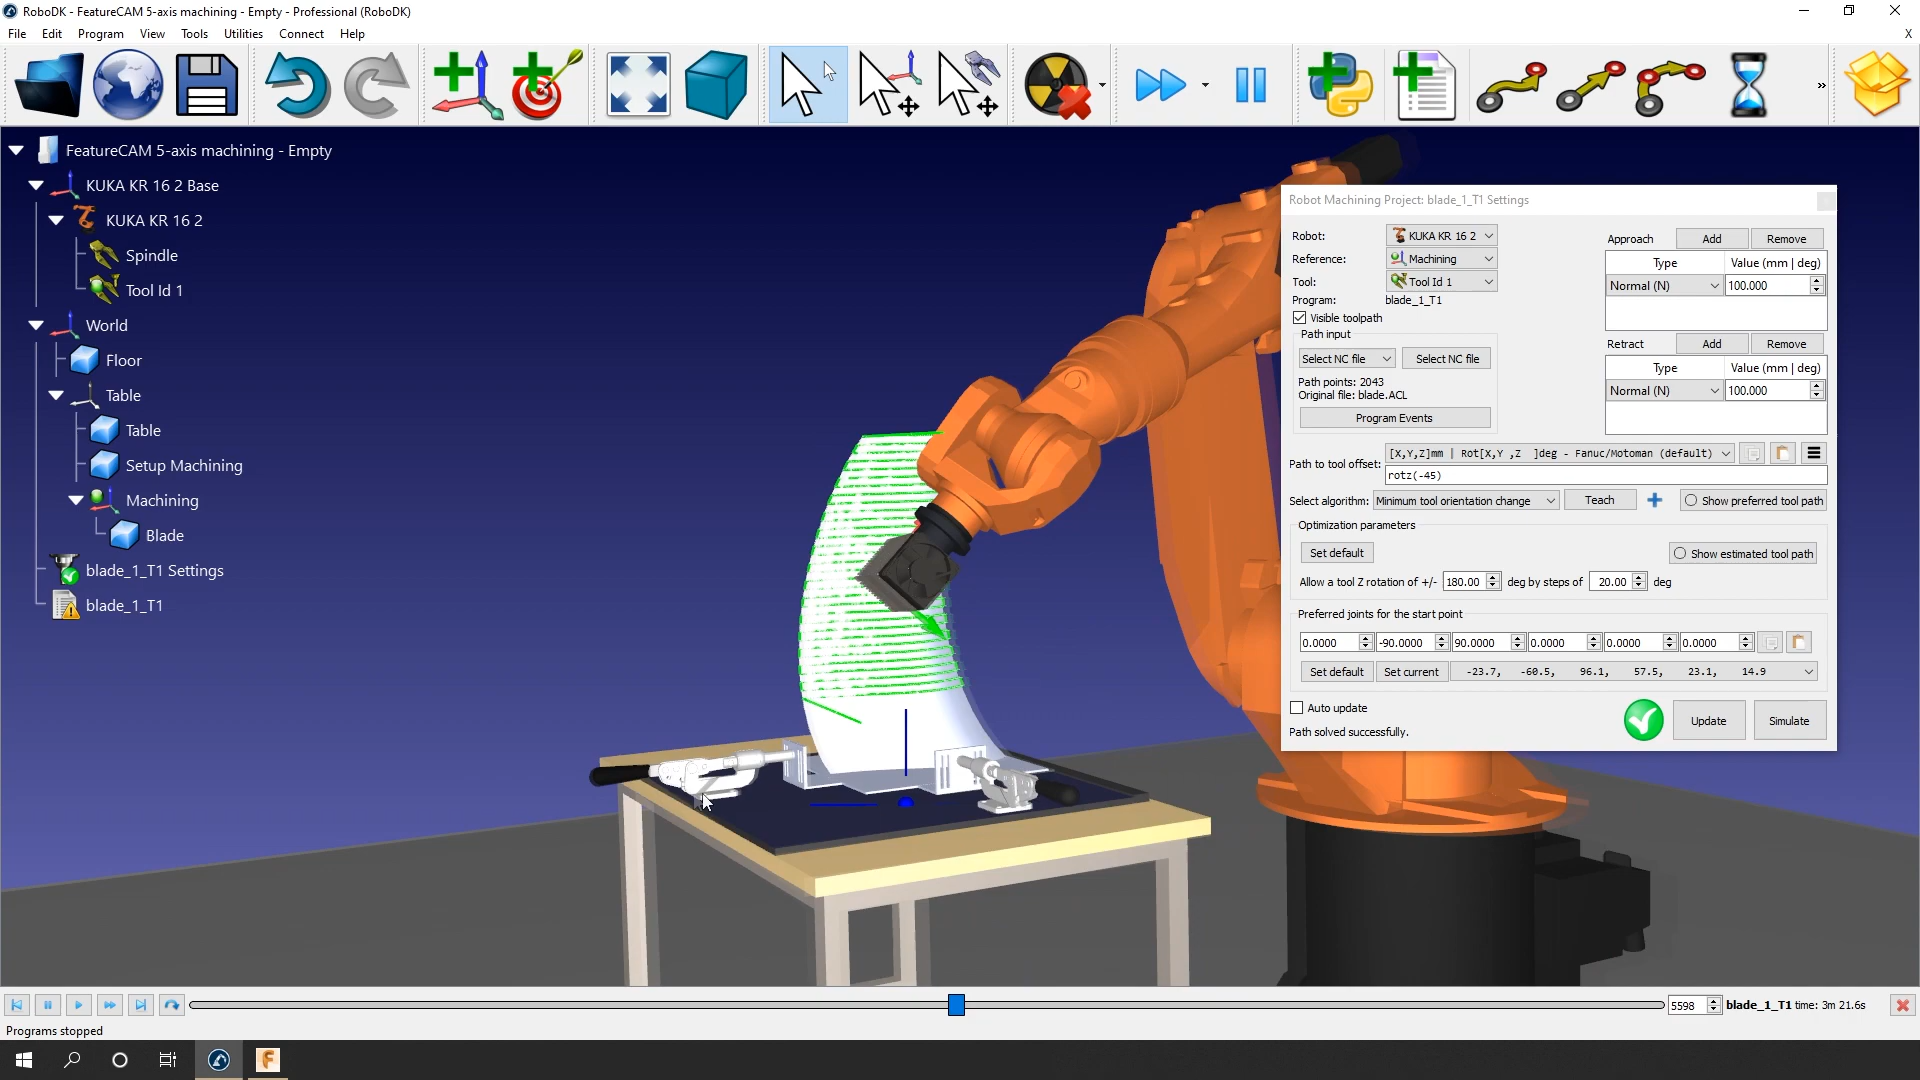 RoboDK - FeatureCAM 5-axis machining - Empty - Professional (RoboDK)
File Edit Program View Tools Utilities Connect Help X
»
FeatureCAM 5-axis machining - Empty
KUKA KR 16 2 Base
KUKA KR 16 2
Spindle
Tool Id 1
World
Floor
Table
Table
Setup Machining
Machining
Blade
blade_1_T1 Settings
blade_1_T1
Robot Machining Project: blade_1_T1 Settings
Robot: KUKA KR 16 2
Reference: Machining
Tool: Tool Id 1
Program: blade_1_T1
Visible toolpath
Path input
Select NC file Select NC file
Path points: 2043
Original file: blade.ACL
Program Events
Approach Add Remove
Type Value (mm | deg)
Normal (N) 100.000
Retract Add Remove
Type Value (mm | deg)
Normal (N) 100.000
Path to tool offset: [X,Y,Z]mm | Rot[X,Y ,Z  ]deg - Fanuc/Motoman (default)
rotz(-45)
Select algorithm: Minimum tool orientation change Teach Show preferred tool path
Optimization parameters
Set default Show estimated tool path
Allow a tool Z rotation of +/- 180.00 deg by steps of 20.00 deg
Preferred joints for the start point
0.0000 -90.0000 90.0000 0.0000 0.0000 0.0000
Set default Set current -23.7, -60.5, 96.1, 57.5, 23.1, 14.9
Auto update
Path solved successfully.
Update Simulate
5598 blade_1_T1 time: 3m 21.6s
Programs stopped